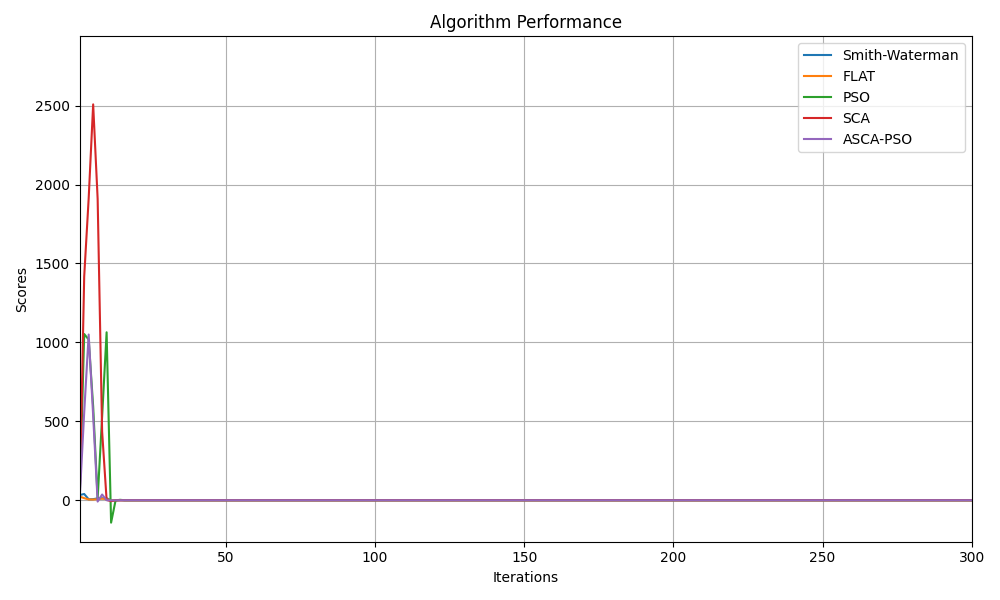 Algorithm Performance
Smith-Waterman
FLAT
PSO
SCA
ASCA-PSO
Scores
2500
2000
1500
1000
500
0
50
100
150
200
250
300
Iterations